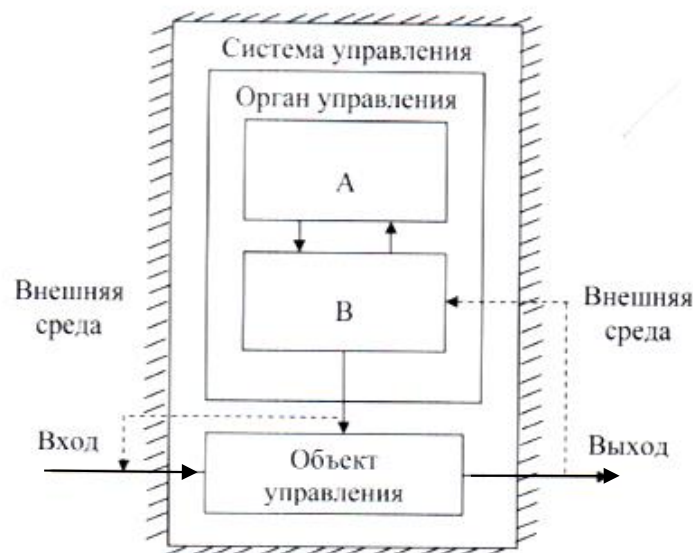 Система управления
Орган управления
А
В
Внешняя
среда
Внешняя
среда
Вход
Объект
управления
Выход